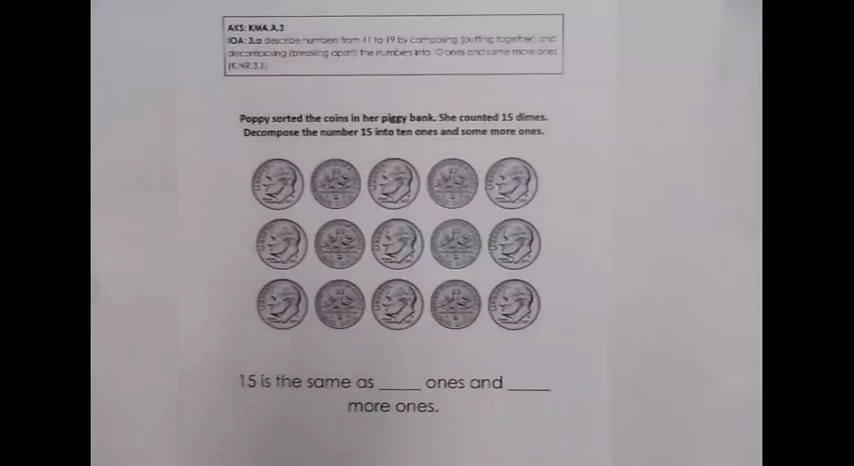 AKS: KMA.A.3
IOA: 3.a describe numbers from 11 to 19 by composing (putting together) and
decomposing (breaking apart) the numbers into 10 ones and some more ones
(K.NR.3.1)
Poppy sorted the coins in her piggy bank. She counted 15 dimes.
Decompose the number 15 into ten ones and some more ones.
15 is the same as _____ ones and _____
more ones.